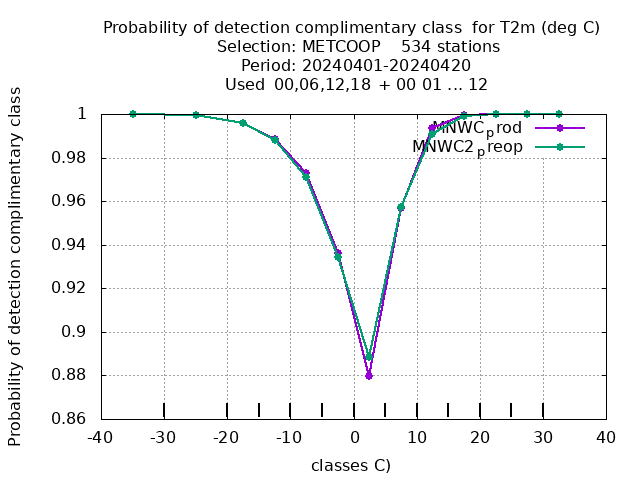 Probability of detection complimentary class  for T2m (deg C)
Selection: METCOOP    534 stations
Period: 20240401-20240420
Used  00,06,12,18 + 00 01 ... 12
Probability of detection complimentary class
1
0.98
0.96
0.94
0.92
0.9
0.88
0.86
MNWC_prod
MNWC2_preop
-40 -30 -20 -10 0 10 20 30 40
classes C)